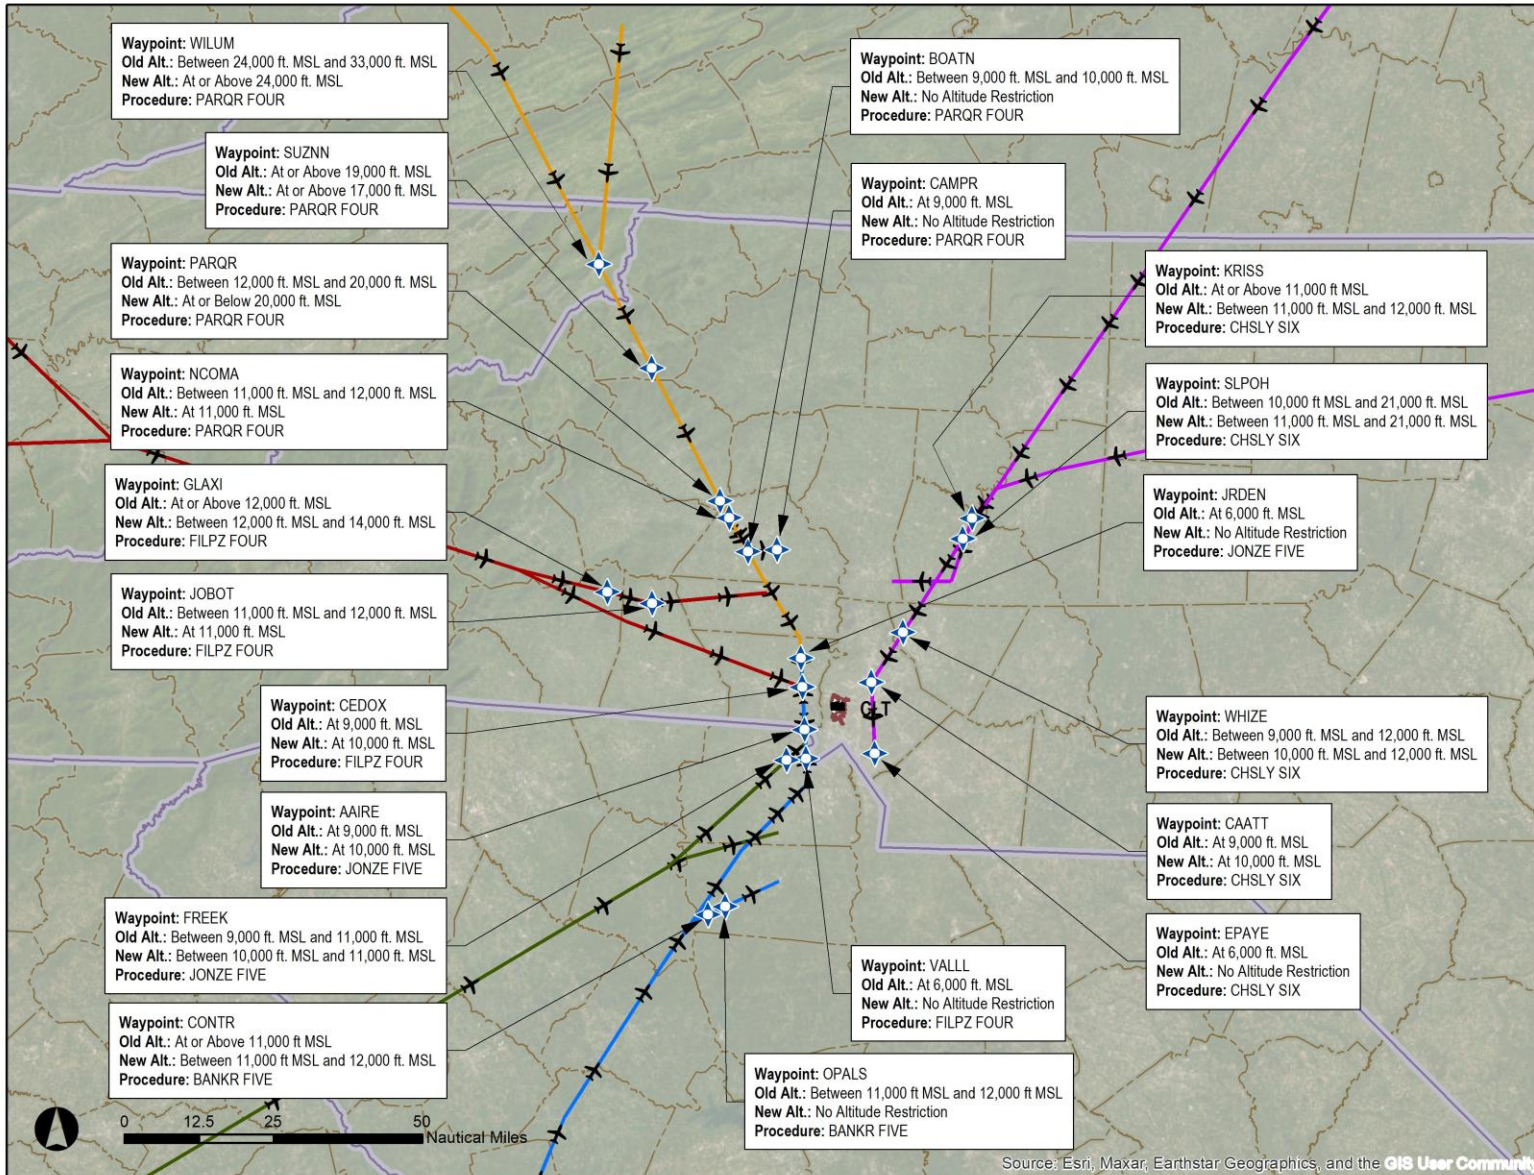 Waypoint: WILUM
Old Alt.: Between 24,000 ft. MSL and 33,000 ft. MSL
New Alt.: At or Above 24,000 ft. MSL
Procedure: PARQR FOUR
Waypoint: SUZNN
Old Alt.: At or Above 19,000 ft. MSL
New Alt.: At or Above 17,000 ft. MSL
Procedure: PARQR FOUR
Waypoint: PARQR
Old Alt.: Between 12,000 ft. MSL and 20,000 ft. MSL
New Alt.: At or Below 20,000 ft. MSL
Procedure: PARQR FOUR
Waypoint: NCOMA
Old Alt.: Between 11,000 ft. MSL and 12,000 ft. MSL
New Alt.: At 11,000 ft. MSL
Procedure: PARQR FOUR
Waypoint: GLAXI
Old Alt.: At or Above 12,000 ft. MSL
New Alt.: Between 12,000 ft. MSL and 14,000 ft. MSL
Procedure: FILPZ FOUR
Waypoint: JOBOT
Old Alt.: Between 11,000 ft. MSL and 12,000 ft. MSL
New Alt.: At 11,000 ft. MSL
Procedure: FILPZ FOUR
Waypoint: CEDOX
Old Alt.: At 9,000 ft. MSL
New Alt.: At 10,000 ft. MSL
Procedure: FILPZ FOUR
Waypoint: AAIRE
Old Alt.: At 9,000 ft. MSL
New Alt.: At 10,000 ft. MSL
Procedure: JONZE FIVE
Waypoint: FREEK
Old Alt.: Between 9,000 ft. MSL and 11,000 ft. MSL
New Alt.: Between 10,000 ft. MSL and 11,000 ft. MSL
Procedure: JONZE FIVE
Waypoint: CONTR
Old Alt.: At or Above 11,000 ft MSL
New Alt.: Between 11,000 ft MSL and 12,000 ft. MSL
Procedure: BANKR FIVE
Waypoint: BOATN
Old Alt.: Between 9,000 ft. MSL and 10,000 ft. MSL
New Alt.: No Altitude Restriction
Procedure: PARQR FOUR
Waypoint: CAMPR
Old Alt.: At 9,000 ft. MSL
New Alt.: No Altitude Restriction
Procedure: PARQR FOUR
Waypoint: KRISS
Old Alt.: At or Above 11,000 ft MSL
New Alt.: Between 11,000 ft. MSL and 12,000 ft. MSL
Procedure: CHSLY SIX
Waypoint: SLPOH
Old Alt.: Between 10,000 ft MSL and 21,000 ft. MSL
New Alt.: Between 11,000 ft. MSL and 21,000 ft. MSL
Procedure: CHSLY SIX
Waypoint: JRDEN
Old Alt.: At 6,000 ft. MSL
New Alt.: No Altitude Restriction
Procedure: JONZE FIVE
CLT
Waypoint: WHIZE
Old Alt.: Between 9,000 ft. MSL and 12,000 ft. MSL
New Alt.: Between 10,000 ft. MSL and 12,000 ft. MSL
Procedure: CHSLY SIX
Waypoint: CAATT
Old Alt.: At 9,000 ft. MSL
New Alt.: At 10,000 ft. MSL
Procedure: CHSLY SIX
Waypoint: EPAYE
Old Alt.: At 6,000 ft. MSL
New Alt.: No Altitude Restriction
Procedure: CHSLY SIX
Waypoint: VALLL
Old Alt.: At 6,000 ft. MSL
New Alt.: No Altitude Restriction
Procedure: FILPZ FOUR
Waypoint: OPALS
Old Alt.: Between 11,000 ft MSL and 12,000 ft. MSL
New Alt.: No Altitude Restriction
Procedure: BANKR FIVE
0 12.5 25 50
Nautical Miles
Source: Esri, Maxar, Earthstar Geographics, and the GIS User Communi